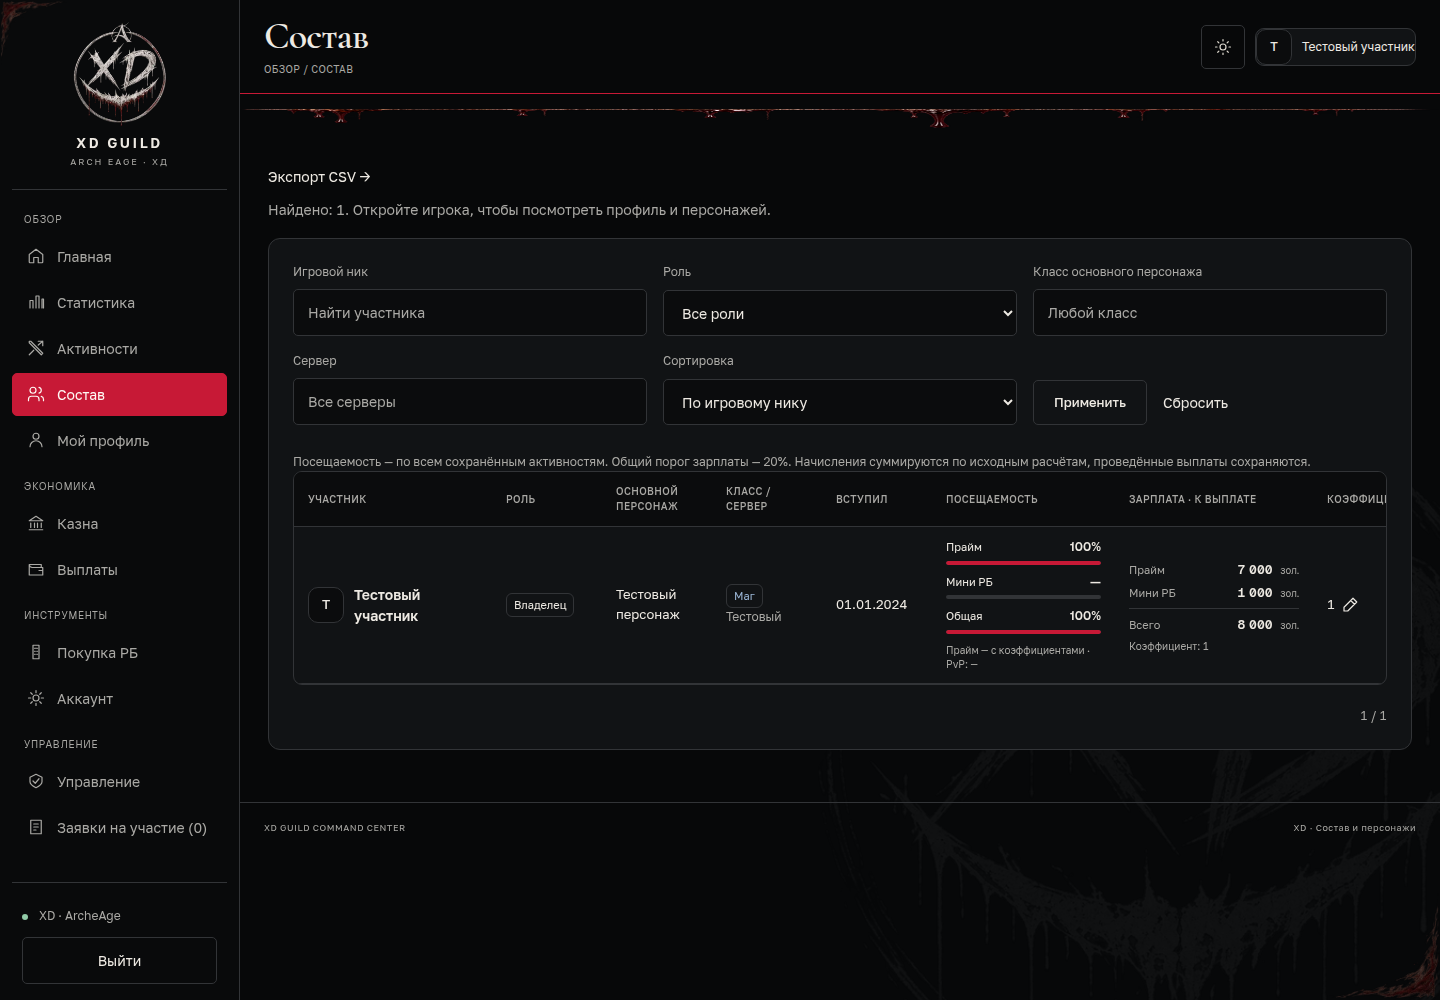 XD
XD GUILD
ARCH EAGE · ХД
ОБЗОР
Главная
Статистика
Активности
Состав
Мой профиль
ЭКОНОМИКА
Казна
Выплаты
ИНСТРУМЕНТЫ
Покупка РБ
Аккаунт
УПРАВЛЕНИЕ
Управление
Заявки на участие (0)
XD · ArcheAge
Выйти
Состав
ОБЗОР / СОСТАВ
Т Тестовый участник
Экспорт CSV →
Найдено: 1. Откройте игрока, чтобы посмотреть профиль и персонажей.
Игровой ник Роль Класс основного персонажа
Найти участника Все роли Любой класс
Сервер Сортировка
Все серверы По игровому нику Применить Сбросить
Посещаемость — по всем сохранённым активностям. Общий порог зарплаты — 20%. Начисления суммируются по исходным расчётам, проведённые выплаты сохраняются.
УЧАСТНИК РОЛЬ ОСНОВНОЙ ПЕРСОНАЖ КЛАСС / СЕРВЕР ВСТУПИЛ ПОСЕЩАЕМОСТЬ ЗАРПЛАТА · К ВЫПЛАТЕ КОЭФФИЦ
Т Тестовый участник
Владелец
Тестовый персонаж
Маг
Тестовый
01.01.2024
Прайм 100%
Мини РБ —
Общая 100%
Прайм — с коэффициентами ·
PvP: —
Прайм 7 000 зол.
Мини РБ 1 000 зол.
Всего 8 000 зол.
Коэффициент: 1
1
1 / 1
XD GUILD COMMAND CENTER
XD · Состав и персонажи